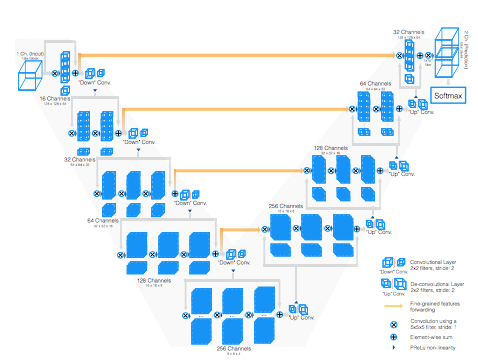 1 Ch. (Input)
"Down" Conv.
16 Channels
128 x 128 x 64
"Down" Conv.
32 Channels
64 x 64 x 32
"Down" Conv.
64 Channels
32 x 32 x 16
"Down" Conv.
128 Channels
16 x 16 x 8
256 Channels
8 x 8 x 4
"Up" Conv.
256 Channels
16 x 16 x 8
"Up" Conv.
128 Channels
32 x 32 x 16
"Up" Conv.
64 Channels
64 x 64 x 32
"Up" Conv.
32 Channels
128 x 128 x 64
2 Ch. (Prediction)
Softmax
Convolutional Layer
2x2 filters, stride: 2
"Down" Conv.
De-convolutional Layer
2x2 filters, stride: 2
"Up" Conv.
Fine-grained features
forwarding
Convolution using a
5x5x5 filter, stride: 1
Element-wise sum
PReLu non-linearity